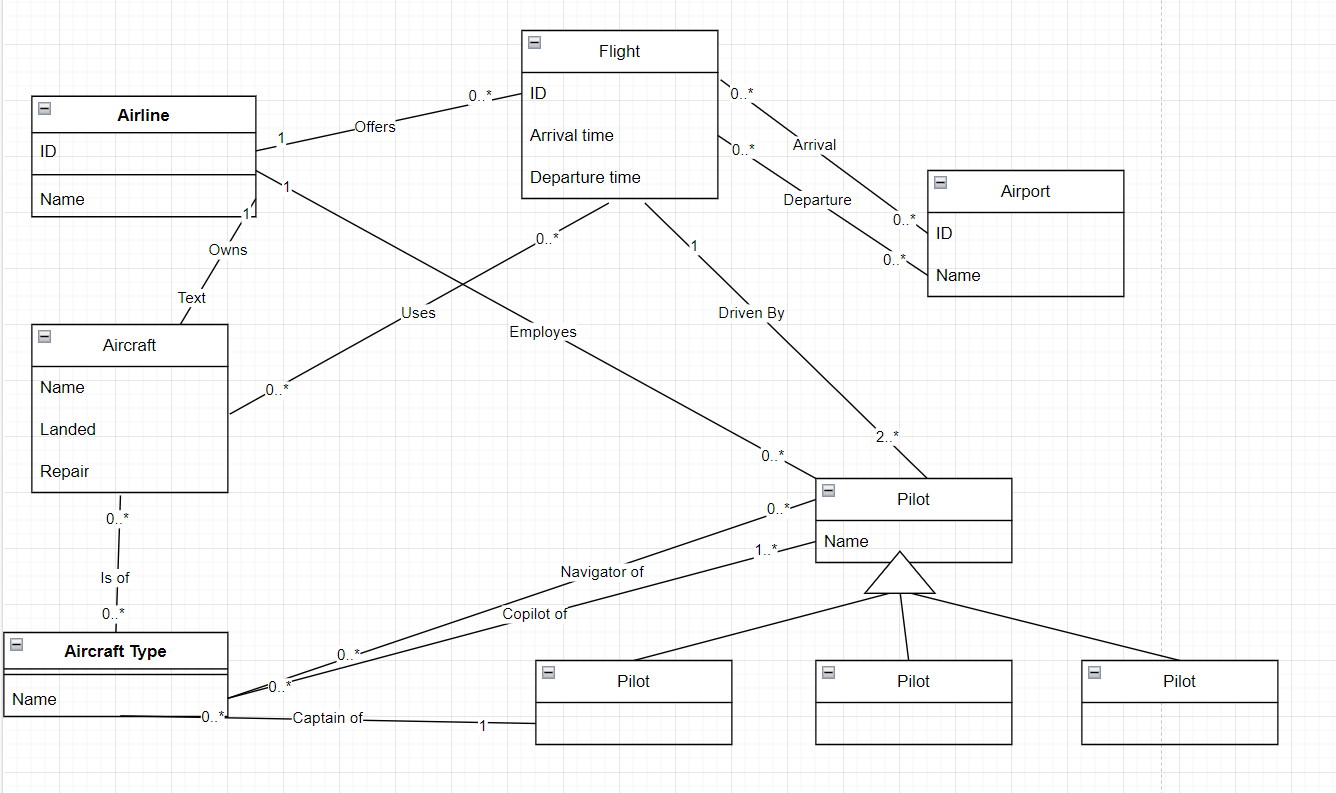 Flight
ID
Arrival time
Departure time
Airline
ID
Name
1
Offers
0..*
0..*
Arrival
0..*
0..*
Departure
0..*
Airport
ID
Name
1
Owns
Text
1
Employes
0..*
0..*
Uses
0..*
1
Driven By
2..*
Aircraft
Name
Landed
Repair
0..*
Is of
0..*
Pilot
Name
0..*
Navigator of
0..*
1..*
Copilot of
0..*
Aircraft Type
Name
0..*
Captain of
1
Pilot
Pilot
Pilot